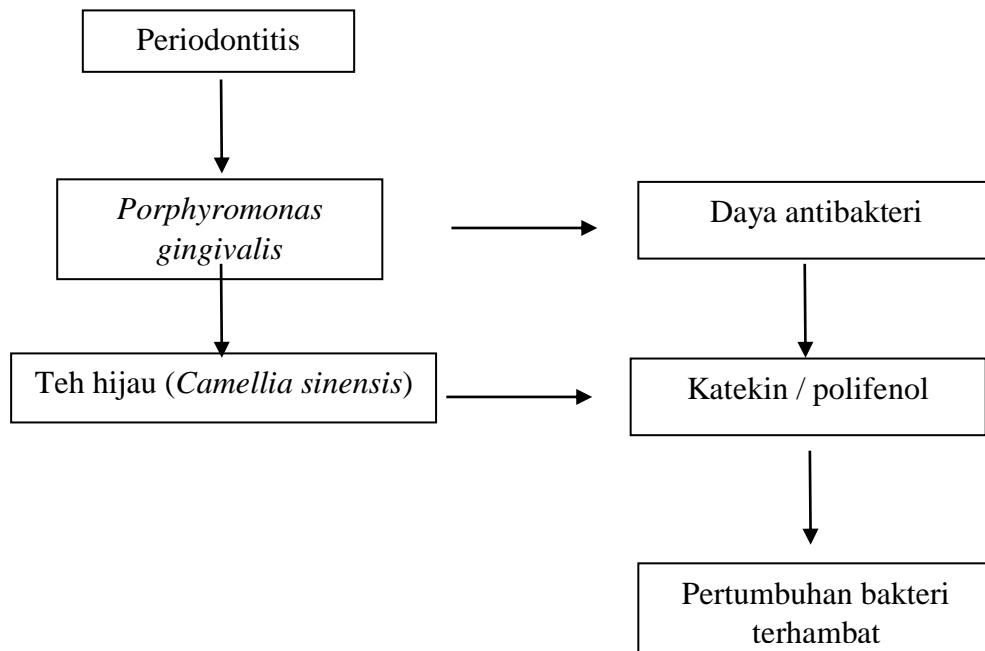 Periodontitis
Porphyromonas
gingivalis
Daya antibakteri
Teh hijau (Camellia sinensis)
Katekin / polifenol
Pertumbuhan bakteri
terhambat